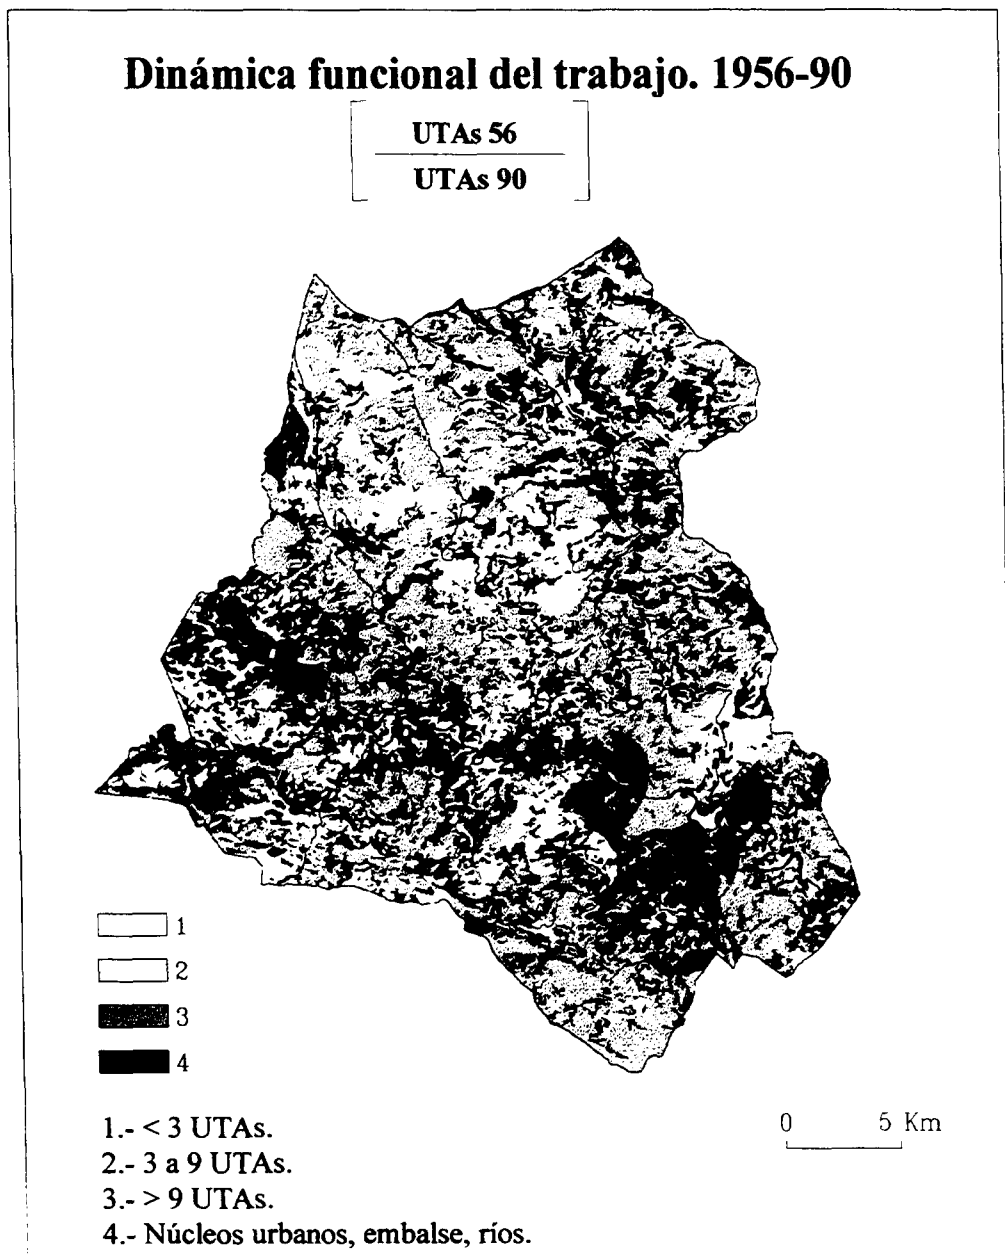 Dinámica funcional del trabajo. 1956-90
UTAs 56
UTAs 90
1
2
3
4
1.- < 3 UTAs.
2.- 3 a 9 UTAs.
3.- > 9 UTAs.
4.- Núcleos urbanos, embalse, ríos.
0 5 Km